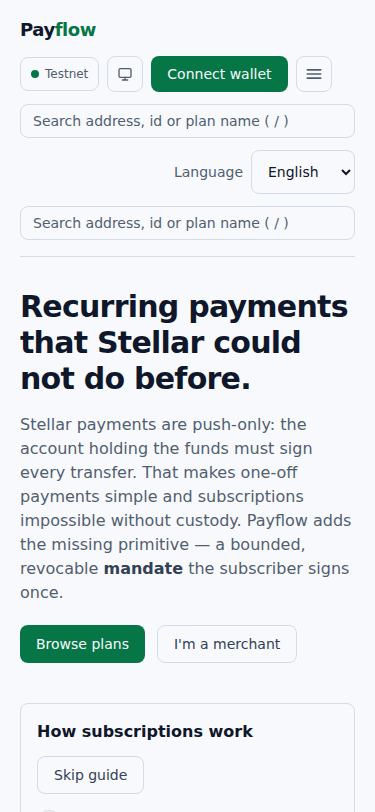 Payflow
Testnet
Connect wallet
Search address, id or plan name ( / )
Language
English
Search address, id or plan name ( / )
Recurring payments
that Stellar could
not do before.
Stellar payments are push-only: the
account holding the funds must sign
every transfer. That makes one-off
payments simple and subscriptions
impossible without custody. Payflow adds
the missing primitive — a bounded,
revocable mandate the subscriber signs
once.
Browse plans
I'm a merchant
How subscriptions work
Skip guide